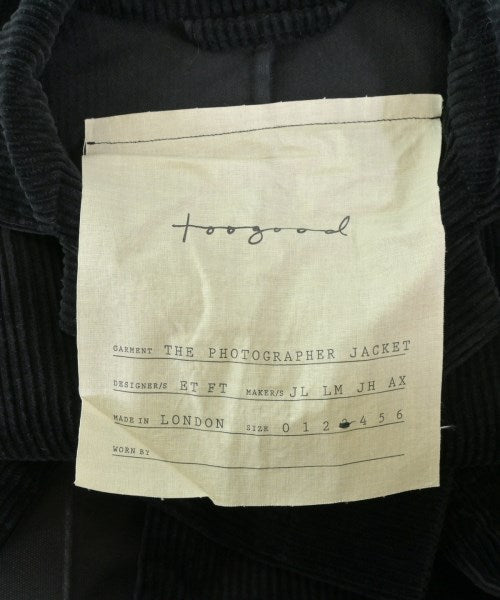 toogood
GARMENT THE PHOTOGRAPHER JACKET
DESIGNER/S ET FT MAKER/S JL LM JH AX
MADE IN LONDON SIZE 0 1 2 4 5 6
WORN BY